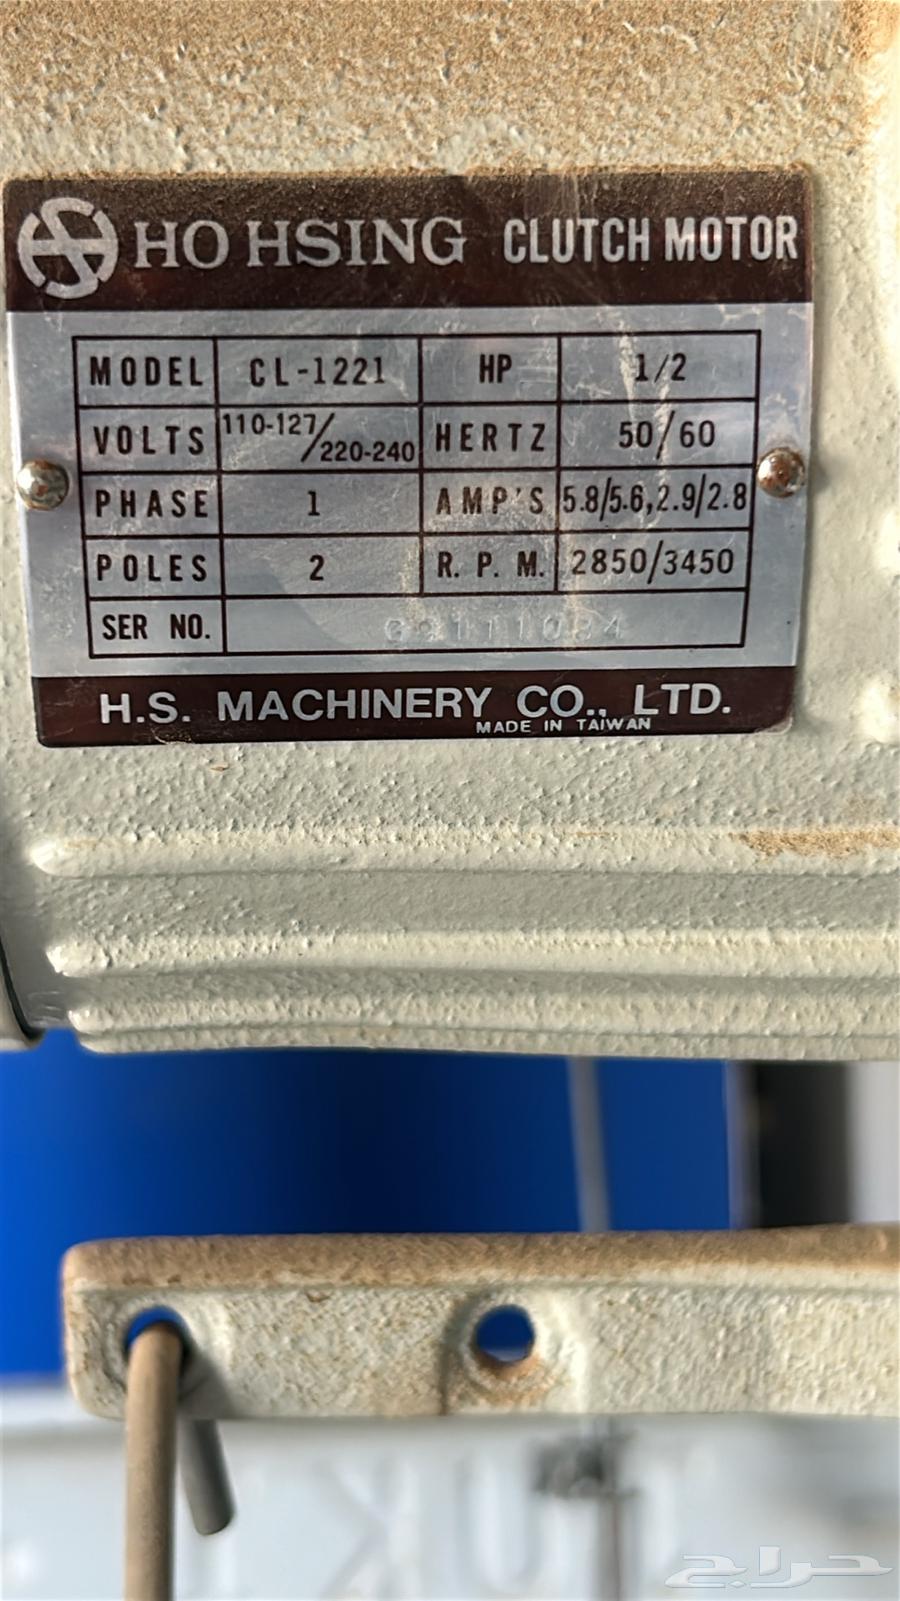 HO HSING CLUTCH MOTOR
MODEL CL-1221 HP 1/2
VOLTS 110-127/220-240 HERTZ 50/60
PHASE 1 AMP'S 5.8/5.6,2.9/2.8
POLES 2 R.P.M. 2850/3450
SER NO.
H.S. MACHINERY CO., LTD.
MADE IN TAIWAN
حراج